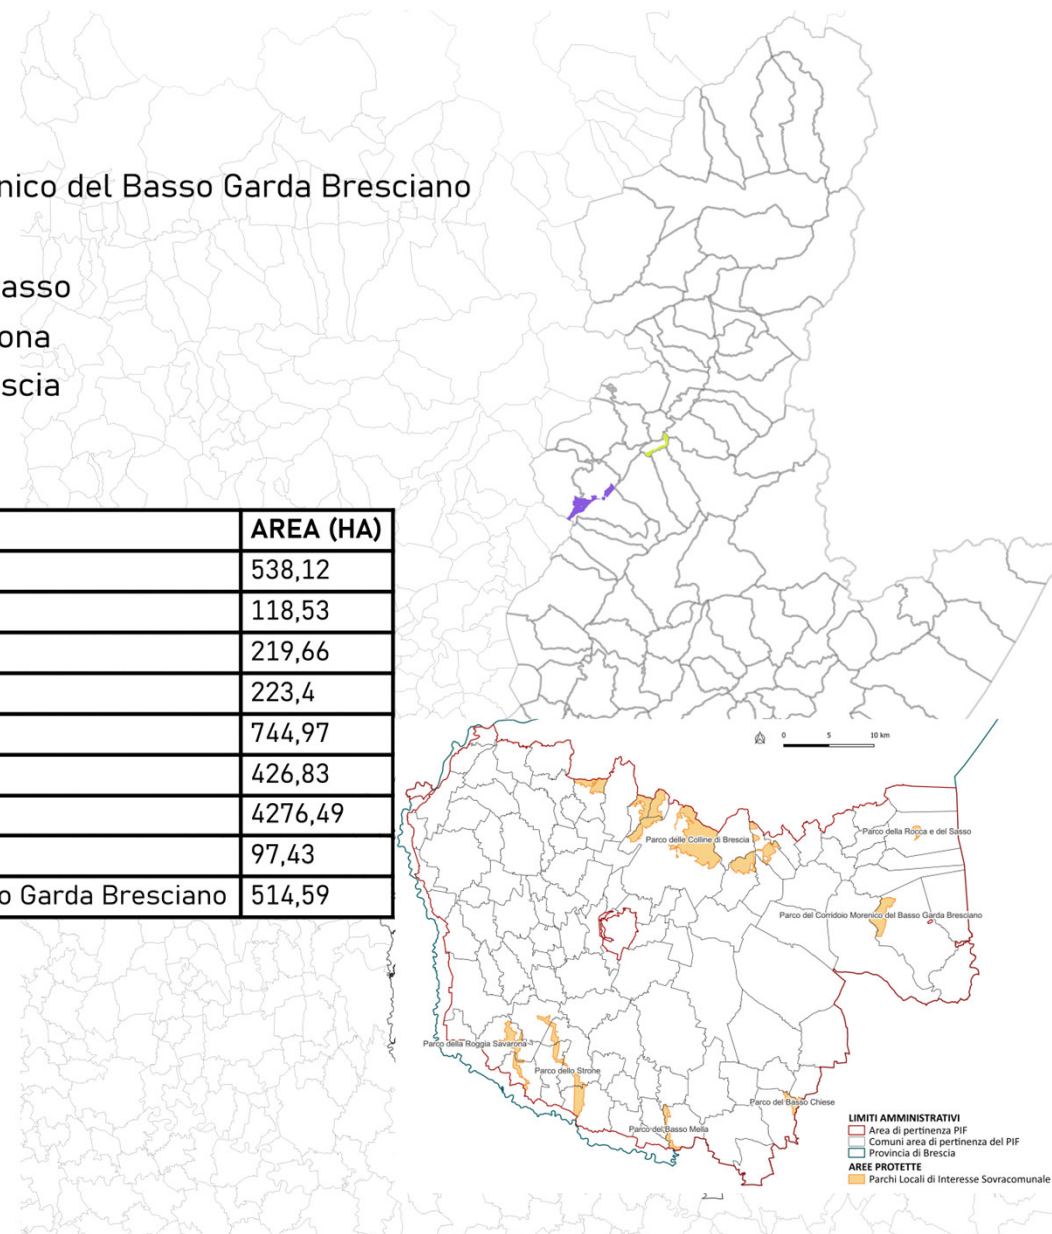 nico del Basso Garda Bresciano
asso
ona
scia
AREA (HA)
538,12
118,53
219,66
223,4
744,97
426,83
4276,49
97,43
o Garda Bresciano 514,59
0 5 10 km
Parco delle Colline di Brescia
Parco della Rocca e del Sasso
Parco del Corridoio Morenico del Basso Garda Bresciano
Parco della Roggia Savarona
Parco dello Strone
Parco del Basso Chiese
Parco del Basso Mella
LIMITI AMMINISTRATIVI
Area di pertinenza PIF
Comuni area di pertinenza del PIF
Provincia di Brescia
AREE PROTETTE
Parchi Locali di Interesse Sovracomunale